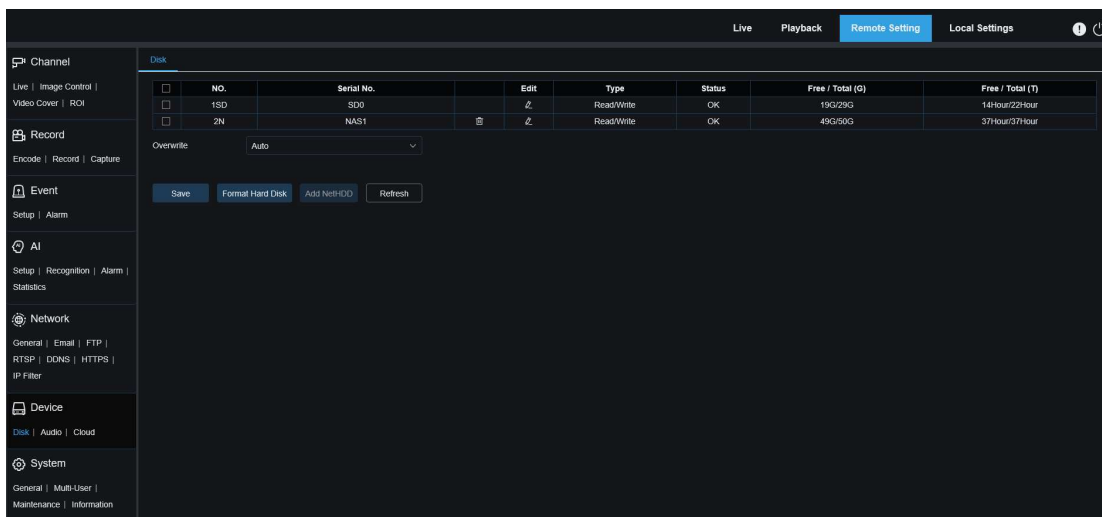 Live Playback Remote Setting Local Settings
Channel
Live | Image Control |
Video Cover | ROI
Record
Encode | Record | Capture
Event
Setup | Alarm
AI
Setup | Recognition | Alarm |
Statistics
Network
General | Email | FTP |
RTSP | DDNS | HTTPS |
IP Filter
Device
Disk | Audio | Cloud
System
General | Multi-User |
Maintenance | Information
Disk
NO. Serial No. Edit Type Status Free / Total (G) Free / Total (T)
1SD SD0 Read/Write OK 19G/29G 14Hour/22Hour
2N NAS1 Read/Write OK 49G/50G 37Hour/37Hour
Overwrite Auto
Save Format Hard Disk Add NetHDD Refresh